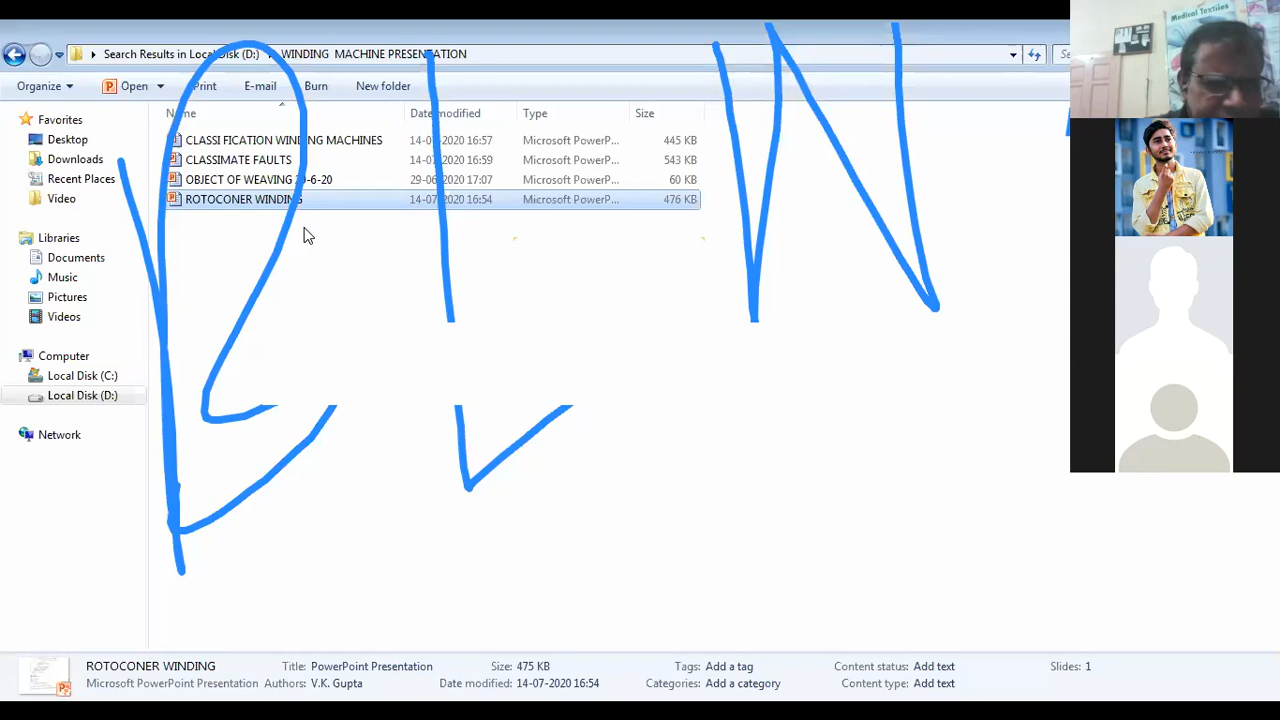 Search Results in Local Disk (D:) WINDING MACHINE PRESENTATION
Organize Open Print E-mail Burn New folder
Name Date modified Type Size
Favorites
Desktop
Downloads
Recent Places
Video
Libraries
Documents
Music
Pictures
Videos
Computer
Local Disk (C:)
Local Disk (D:)
Network
CLASSIFICATION WINDING MACHINES 14-07-2020 16:57 Microsoft PowerP... 445 KB
CLASSIMATE FAULTS 14-07-2020 16:59 Microsoft PowerP... 543 KB
OBJECT OF WEAVING 29-6-20 29-06-2020 17:07 Microsoft PowerP... 60 KB
ROTOCONER WINDING 14-07-2020 16:54 Microsoft PowerP... 476 KB
Medical Textiles
ROTOCONER WINDING Title: PowerPoint Presentation Size: 475 KB Tags: Add a tag Content status: Add text Slides: 1
Microsoft PowerPoint Presentation Authors: V.K. Gupta Date modified: 14-07-2020 16:54 Categories: Add a category Content type: Add text